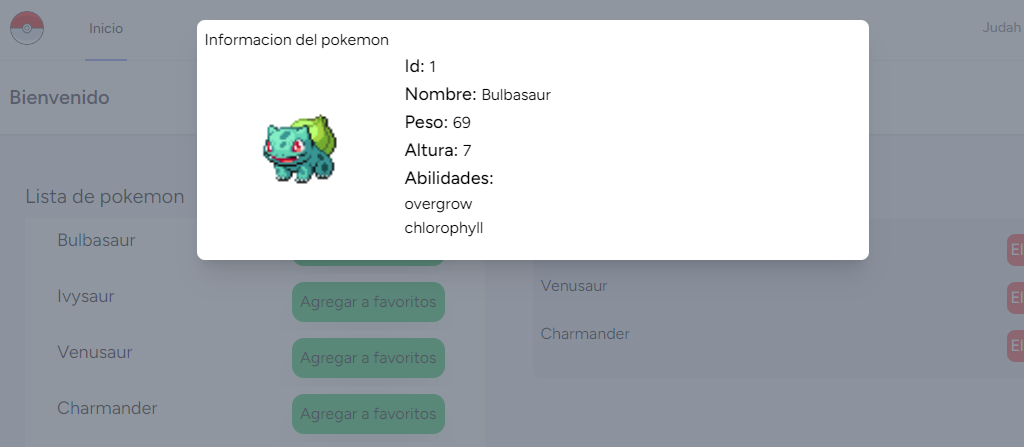 Inicio
Judah
Bienvenido
Informacion del pokemon
Id: 1
Nombre: Bulbasaur
Peso: 69
Altura: 7
Abilidades:
overgrow
chlorophyll
Lista de pokemon
Bulbasaur
Ivysaur
Agregar a favoritos
Venusaur
Agregar a favoritos
Charmander
Agregar a favoritos
Venusaur
El
Charmander
El
El